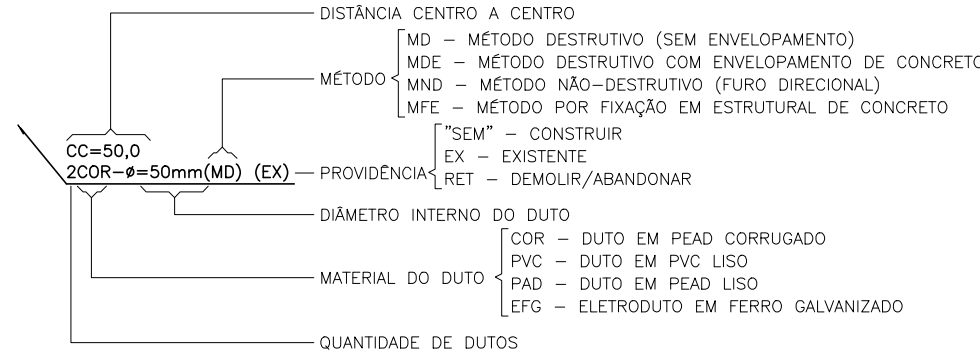 DISTÂNCIA CENTRO A CENTRO
MÉTODO
MD – MÉTODO DESTRUTIVO (SEM ENVELOPAMENTO)
MDE – MÉTODO DESTRUTIVO COM ENVELOPAMENTO DE CONCRETO
MND – MÉTODO NÃO–DESTRUTIVO (FURO DIRECIONAL)
MFE – MÉTODO POR FIXAÇÃO EM ESTRUTURAL DE CONCRETO
CC=50,0
2COR–ø=50mm(MD) (EX)
PROVIDÊNCIA
"SEM" – CONSTRUIR
EX – EXISTENTE
RET – DEMOLIR/ABANDONAR
DIÂMETRO INTERNO DO DUTO
MATERIAL DO DUTO
COR – DUTO EM PEAD CORRUGADO
PVC – DUTO EM PVC LISO
PAD – DUTO EM PEAD LISO
EFG – ELETRODUTO EM FERRO GALVANIZADO
QUANTIDADE DE DUTOS